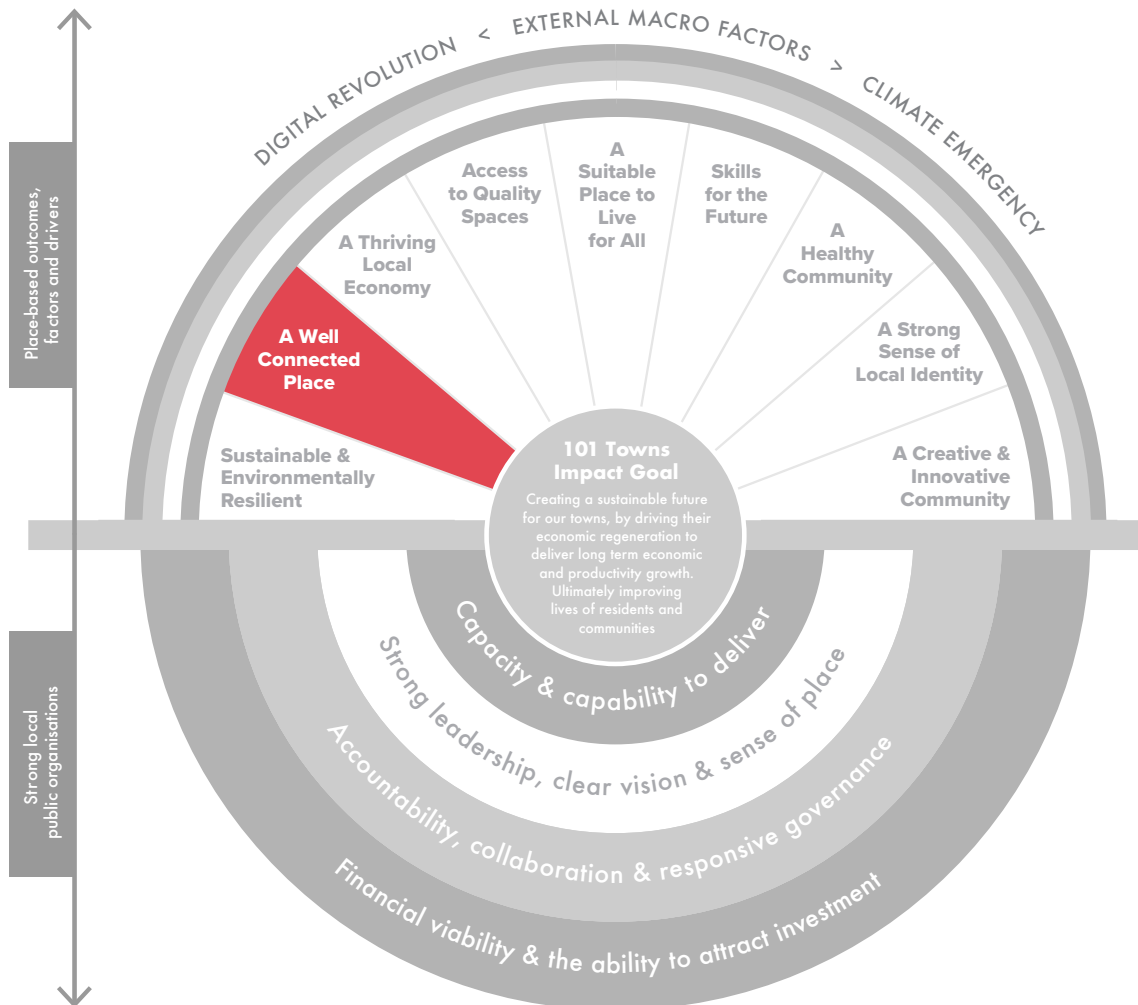 DIGITAL REVOLUTION < EXTERNAL MACRO FACTORS > CLIMATE EMERGENCY
Place-based outcomes,
factors and drivers
Sustainable &
Environmentally
Resilient
A Well
Connected
Place
A Thriving
Local
Economy
Access
to Quality
Spaces
A
Suitable
Place to
Live
for All
Skills
for the
Future
A
Healthy
Community
A Strong
Sense of
Local Identity
A Creative &
Innovative
Community
101 Towns
Impact Goal
Creating a sustainable future
for our towns, by driving their
economic regeneration to
deliver long term economic
and productivity growth.
Ultimately improving
lives of residents and
communities
Strong local
public organisations
Capacity & capability to deliver
Strong leadership, clear vision & sense of place
Accountability, collaboration & responsive governance
Financial viability & the ability to attract investment